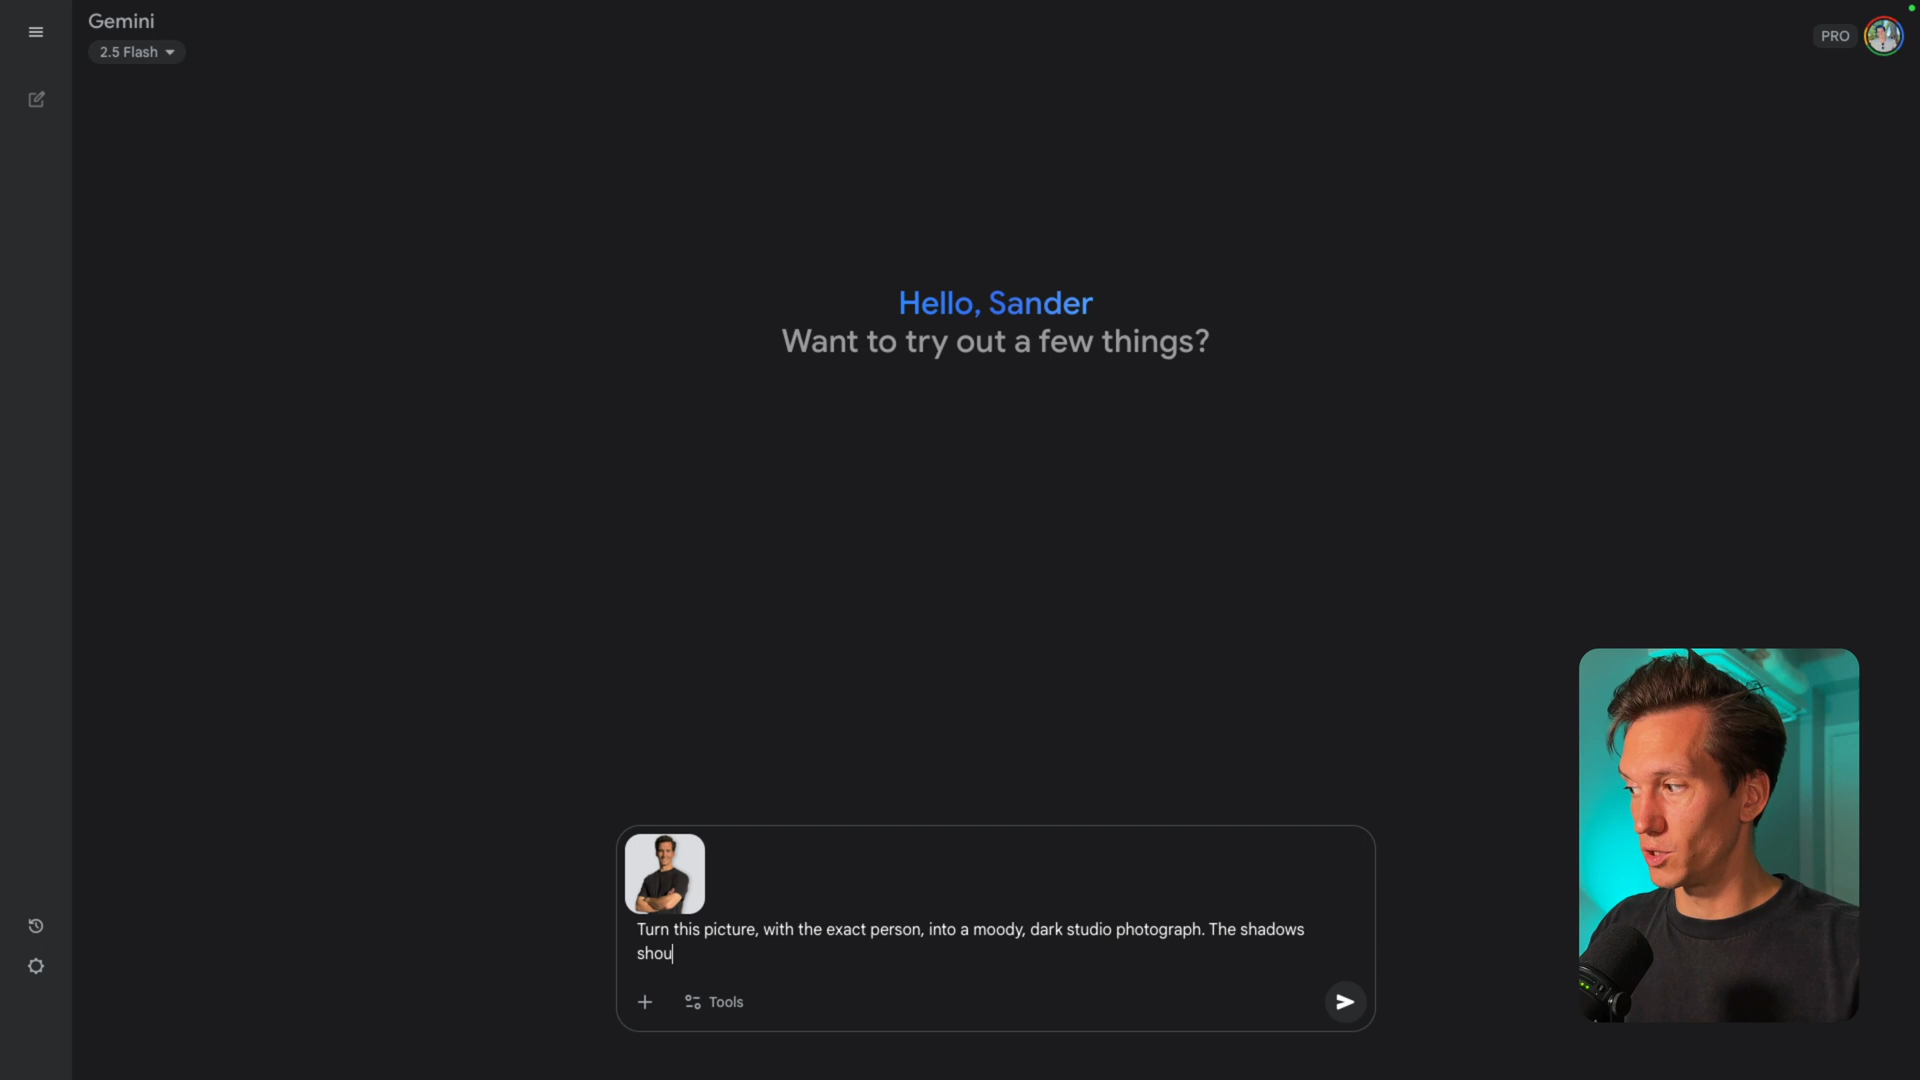 Gemini
2.5 Flash
PRO
Hello, Sander
Want to try out a few things?
Turn this picture, with the exact person, into a moody, dark studio photograph. The shadows
shou
Tools